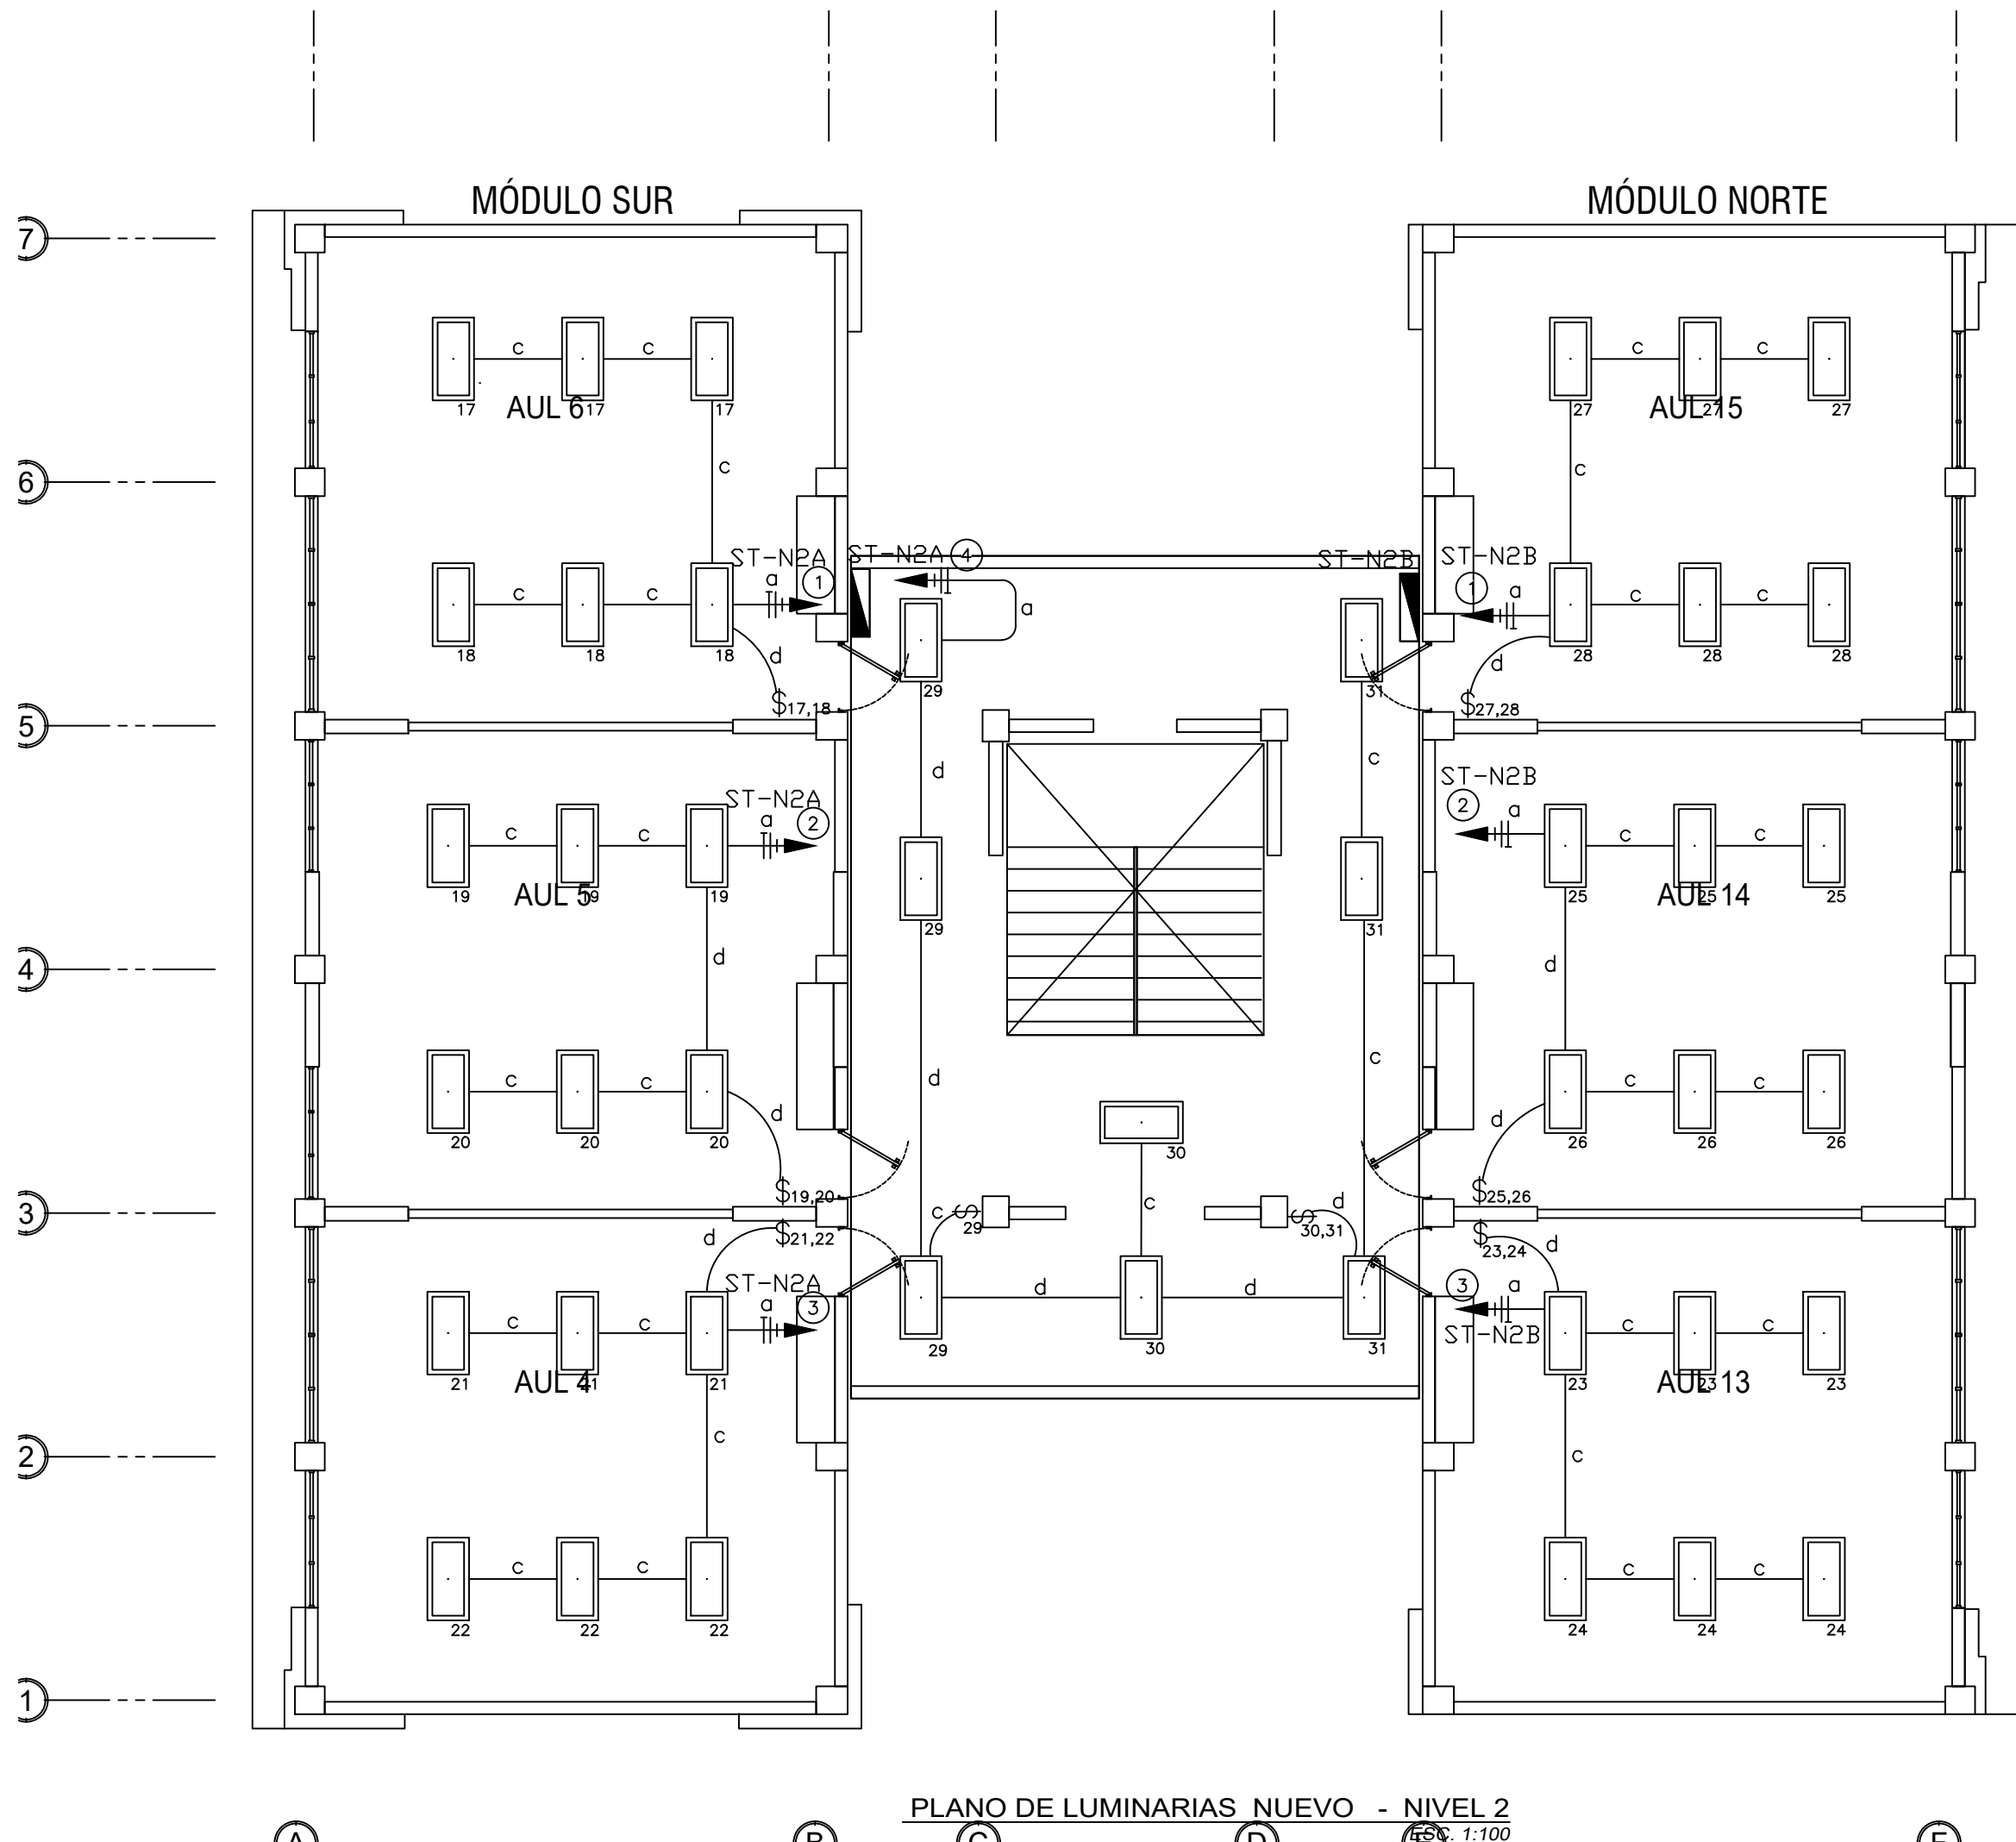 MÓDULO SUR MÓDULO NORTE
7
c c c c
17 AUL 6 17 17 27 AUL 15 27 27
c c
6
ST-N2A 1 ST-N2A 4 ST-N2B ST-N2B 1
c c a a a c c
18 18 18 28 28 28
d 29 31 d
$17,18 $27,28
5
d c
ST-N2A ST-N2B
c c a 2 2 a c c
19 AUL 5 19 19 25 AUL 14 25 25
29 31
d d
4
c c d c c c
20 20 20 d 30 d 26 26 26
$19,20 $25,26
3
c $ 29 c $ 30,31 d
$21,22 $23,24
d d
ST-N2A ST-N2B
c c a 3 d d 3 a c c
29 30 31
21 AUL 4 21 21 23 AUL 13 23 23
c c
2
c c c c
22 22 22 24 24 24
1
PLANO DE LUMINARIAS NUEVO - NIVEL 2
ESC. 1:100
A B C D